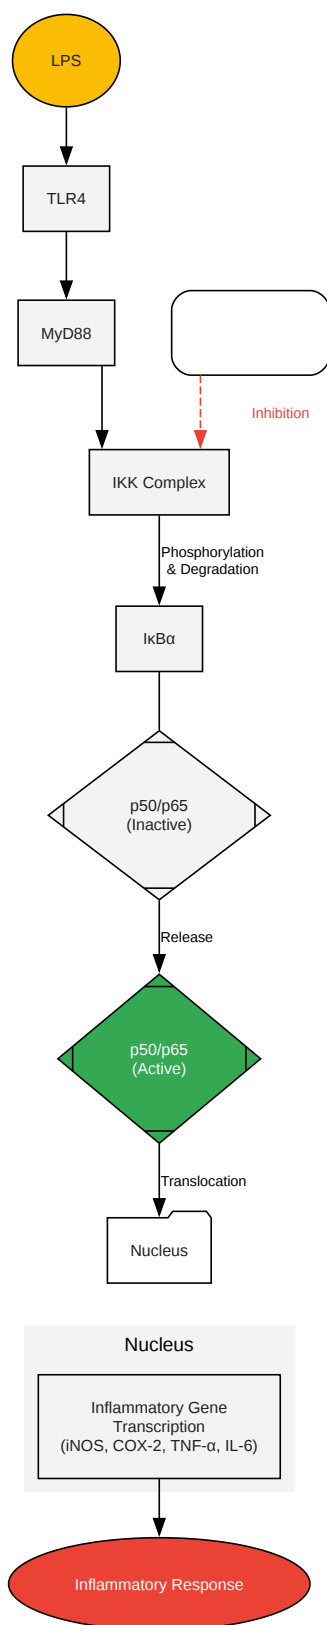 LPS
TLR4
MyD88
Inhibition
IKK Complex
Phosphorylation
& Degradation
IκBα
p50/p65
(Inactive)
Release
p50/p65
(Active)
Translocation
Nucleus
Nucleus
Inflammatory Gene
Transcription
(iNOS, COX-2, TNF-α, IL-6)
Inflammatory Response